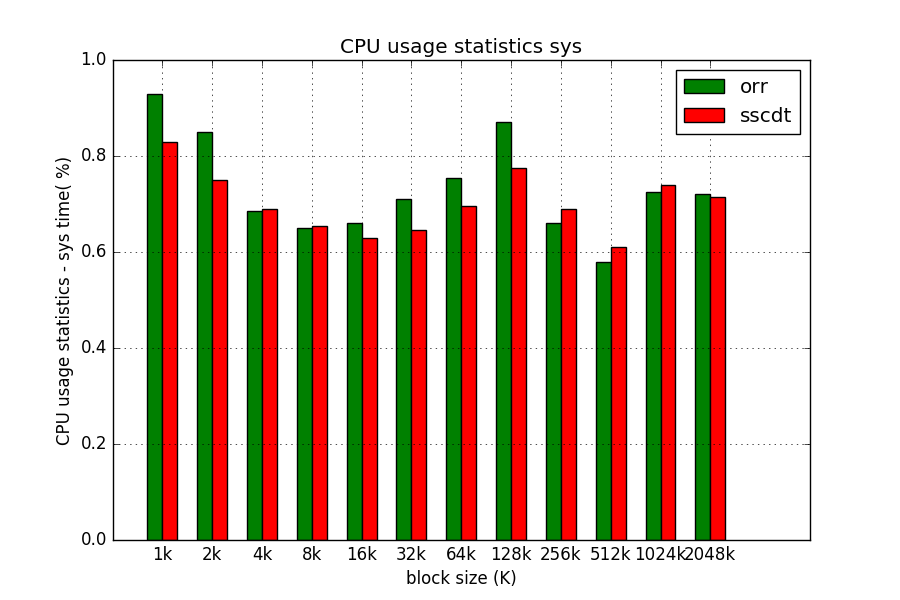 CPU usage statistics sys
orr
sscdt
CPU usage statistics - sys time( %)
1.0
0.8
0.6
0.4
0.2
0.0
1k 2k 4k 8k 16k 32k 64k 128k 256k 512k 1024k 2048k
block size (K)